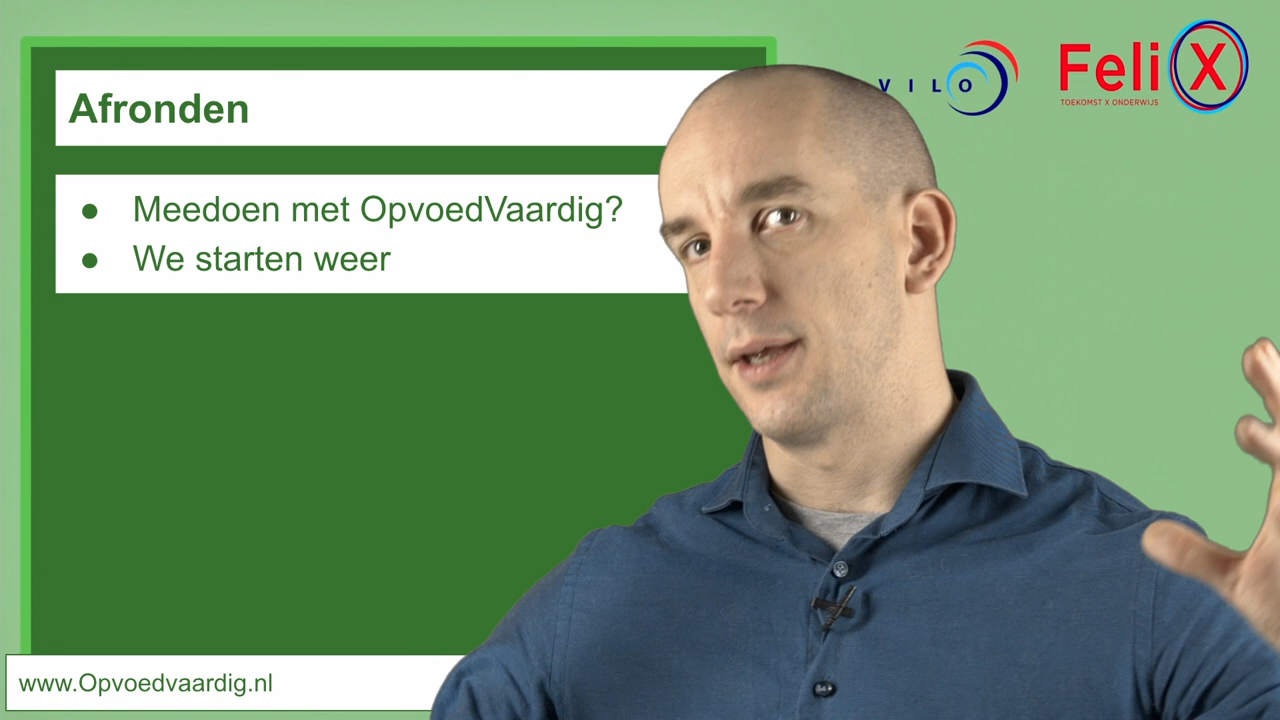 Afronden
● Meedoen met OpvoedVaardig?
● We starten weer
VILO
FeliX
TOEKOMST X ONDERWIJS
www.Opvoedvaardig.nl